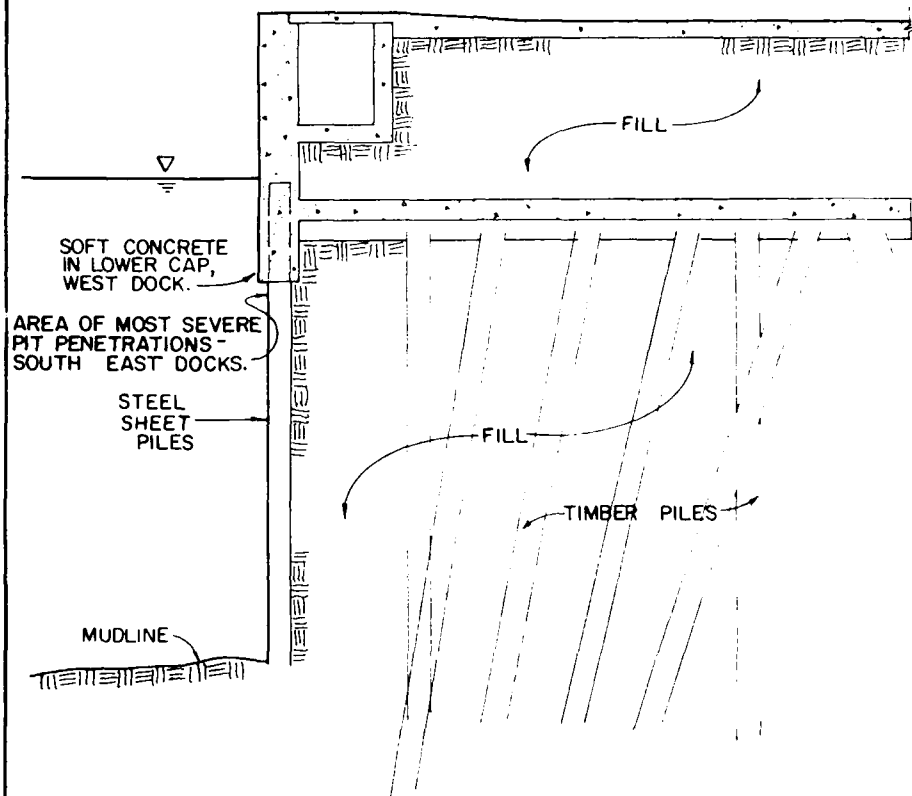 FILL
SOFT CONCRETE
IN LOWER CAP,
WEST DOCK.
AREA OF MOST SEVERE
PIT PENETRATIONS-
SOUTH EAST DOCKS.
STEEL
SHEET
PILES
FILL
TIMBER PILES
MUDLINE